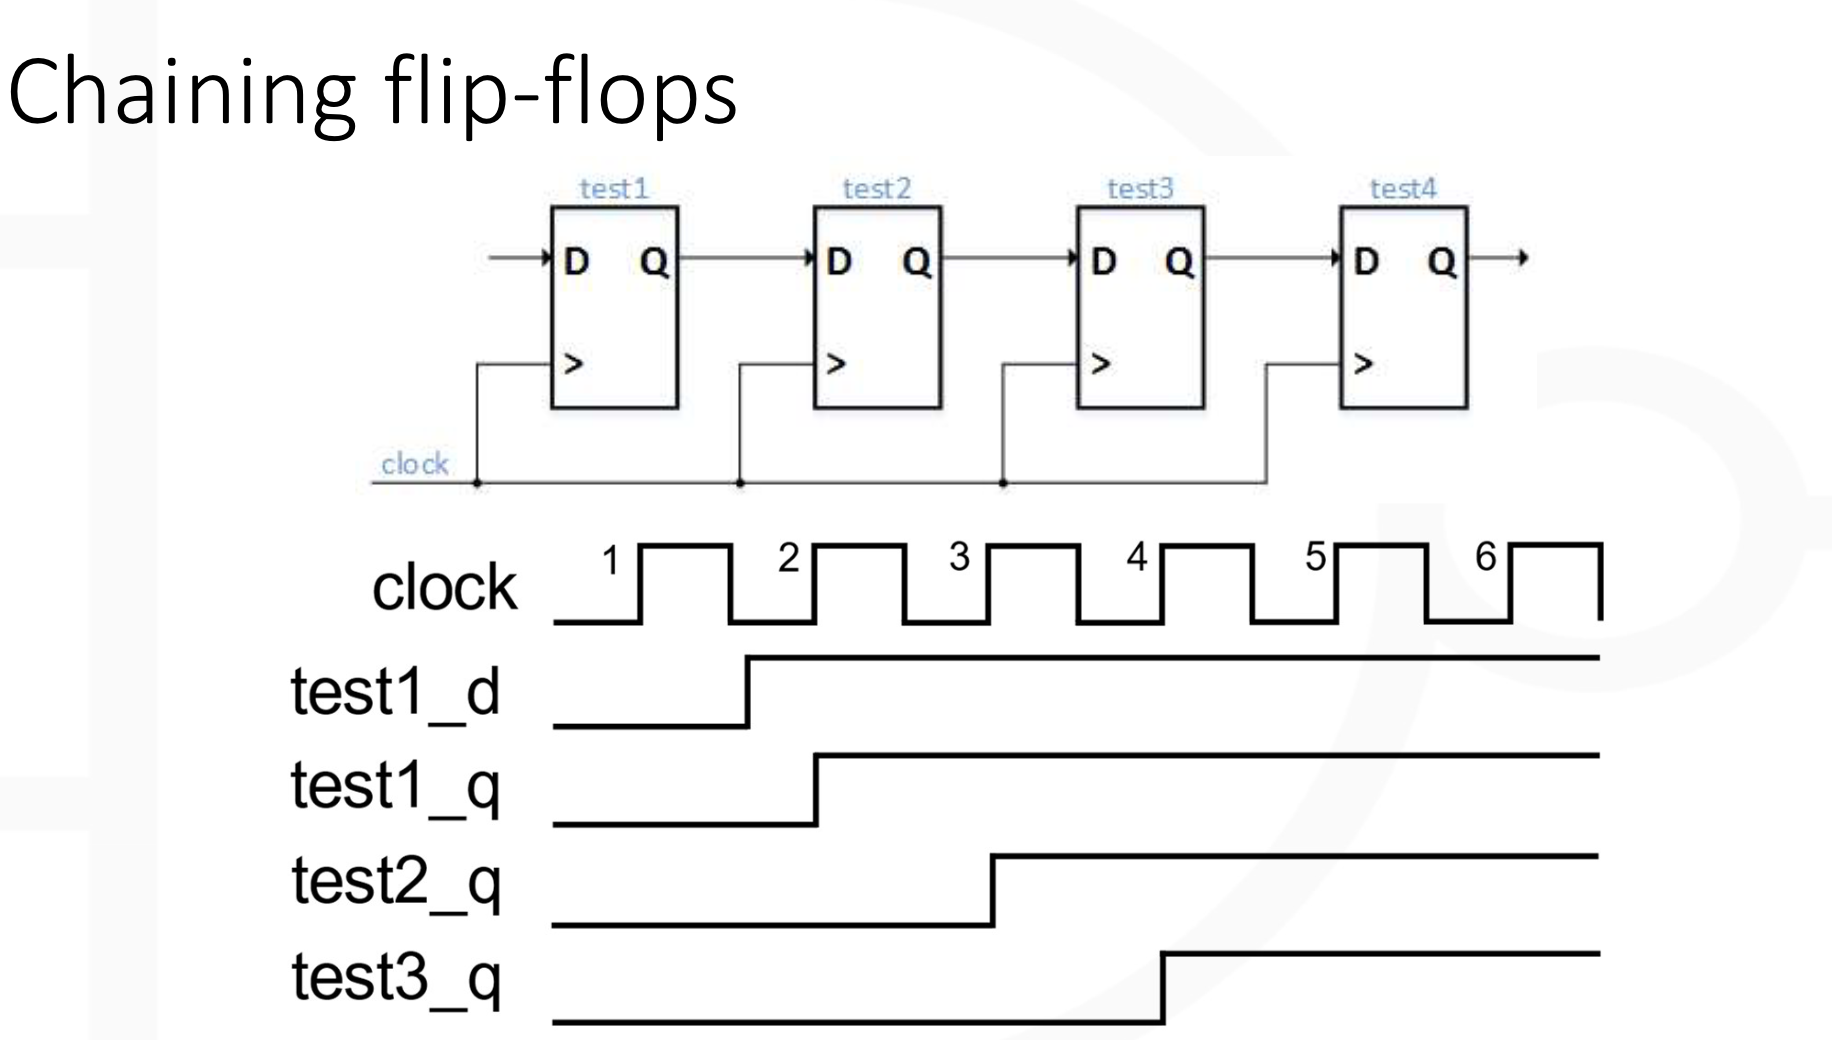 Chaining flip-flops
test1 test2 test3 test4
D Q D Q D Q D Q
> > > >
clock
1 2 3 4 5 6
clock
test1_d
test1_q
test2_q
test3_q